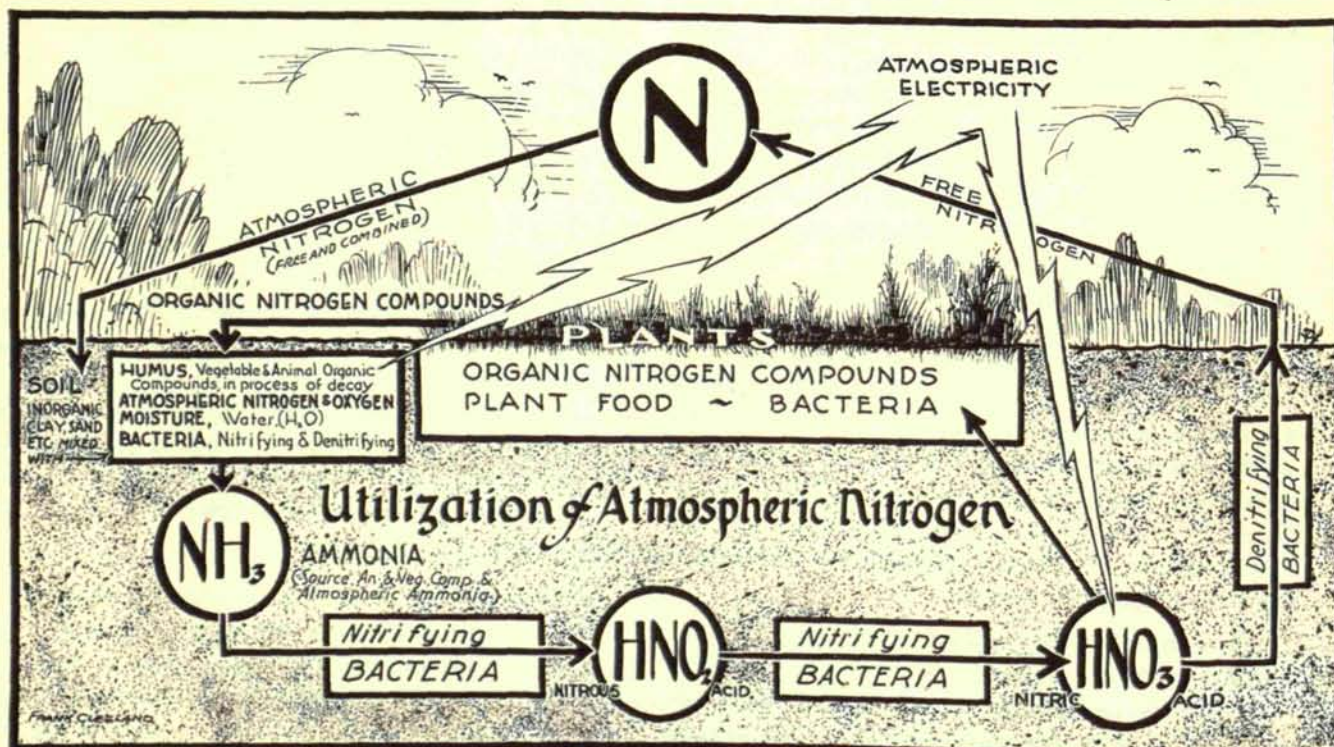 N
ATMOSPHERIC
ELECTRICITY
ATMOSPHERIC
NITROGEN
(FREE AND COMBINED)
FREE
NITROGEN
ORGANIC NITROGEN COMPOUNDS
PLANTS
SOIL
INORGANIC
CLAY, SAND
ETC. MIXED
WITH
HUMUS, Vegetable & Animal Organic
Compounds, in process of decay
ATMOSPHERIC NITROGEN & OXYGEN
MOISTURE, Water, (H₂O)
BACTERIA, Nitrifying & Denitrifying
ORGANIC NITROGEN COMPOUNDS
PLANT FOOD ~ BACTERIA
Utilization of Atmospheric Nitrogen
NH₃
AMMONIA
(Source An. & Veg. Comp. &
Atmospheric Ammonia.)
Nitrifying
BACTERIA
HNO₂
NITROUS ACID.
Nitrifying
BACTERIA
HNO₃
NITRIC ACID.
Denitrifying
BACTERIA
FRANK CLELAND